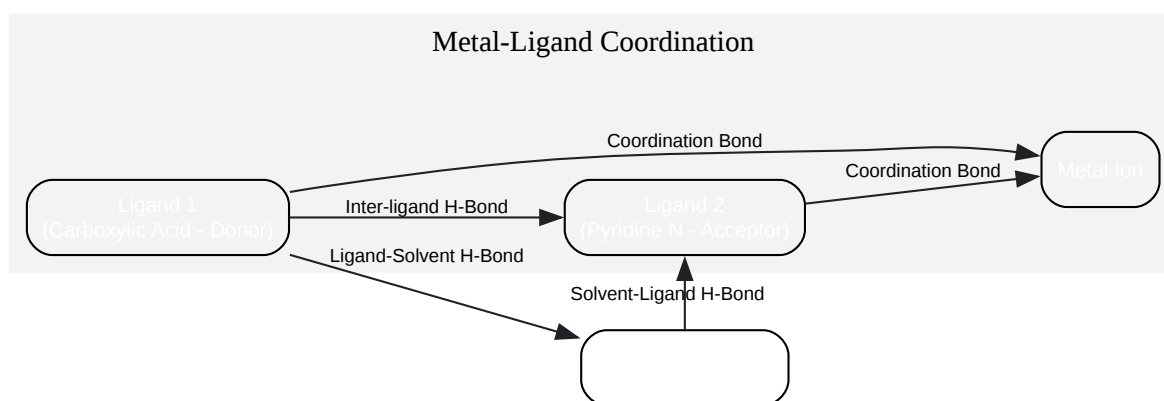 Metal-Ligand Coordination
Coordination Bond
Coordination Bond
Metal Ion
Ligand 1
(Carboxylic Acid - Donor)
Inter-ligand H-Bond
Ligand 2
(Pyridine N - Acceptor)
Ligand-Solvent H-Bond
Solvent-Ligand H-Bond